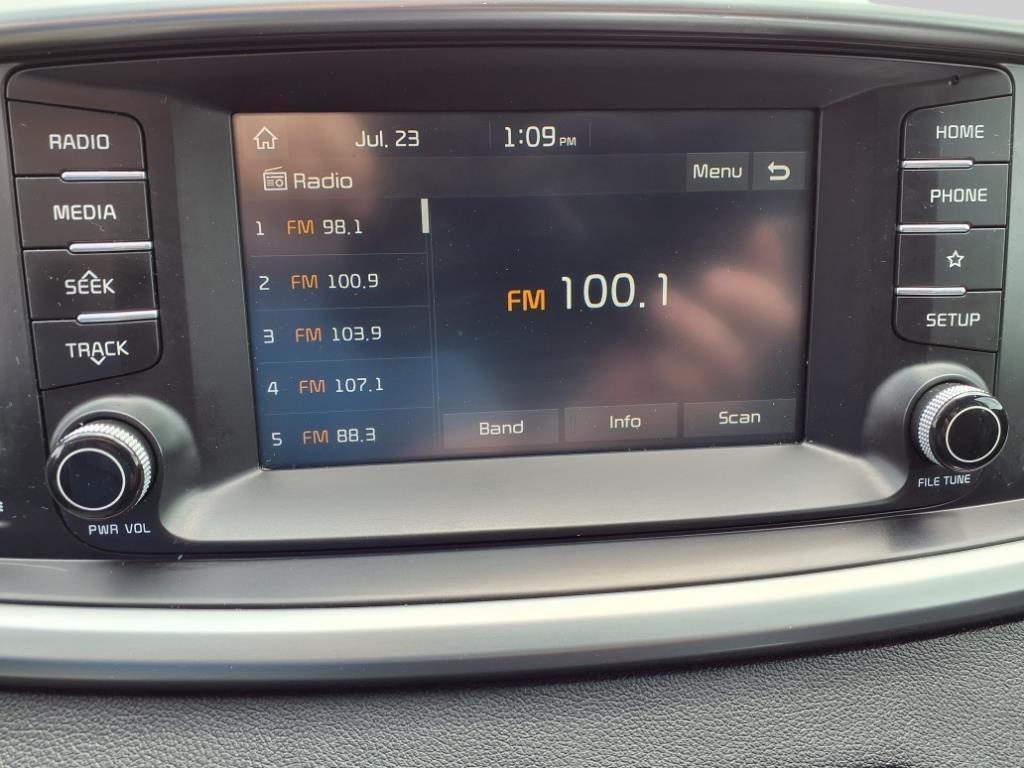 RADIO
MEDIA
SEEK
TRACK
PWR VOL
Jul. 23 1:09 PM
Radio Menu
1 FM 98.1
2 FM 100.9
3 FM 103.9
4 FM 107.1
5 FM 88.3
FM 100.1
Band Info Scan
HOME
PHONE
SETUP
FILE TUNE